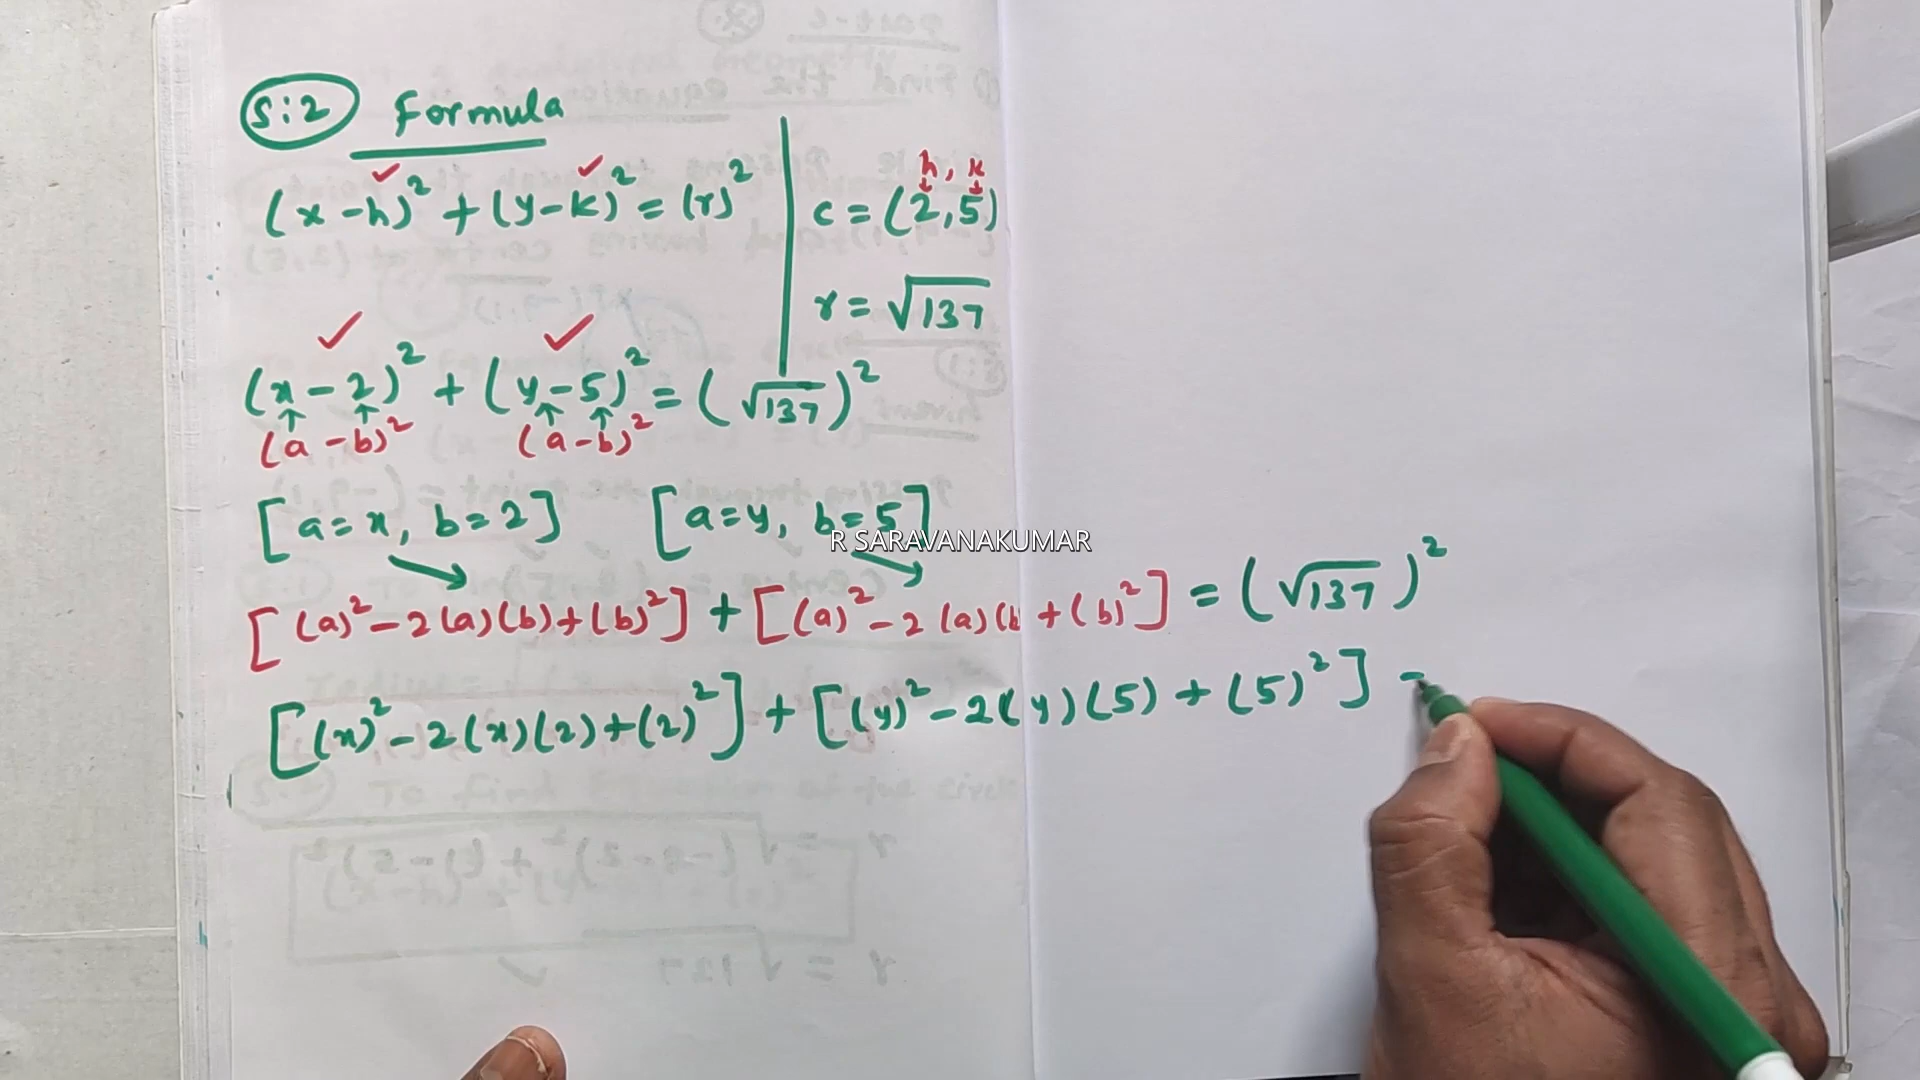 S:2 Formula
(x-h)² + (y-k)² = (r)²
h, k
c = (2,5)
r = √137
(x-2)² + (y-5)² = (√137)²
(a-b)² (a-b)²
[a=x, b=2] [a=y, b=5]
R SARAVANAKUMAR
[(a)²-2(a)(b)+(b)²] + [(a)²-2(a)(b +(b)²] = (√137)²
[(x)²-2(x)(2)+(2)²] + [(y)²-2(y)(5)+(5)²] -